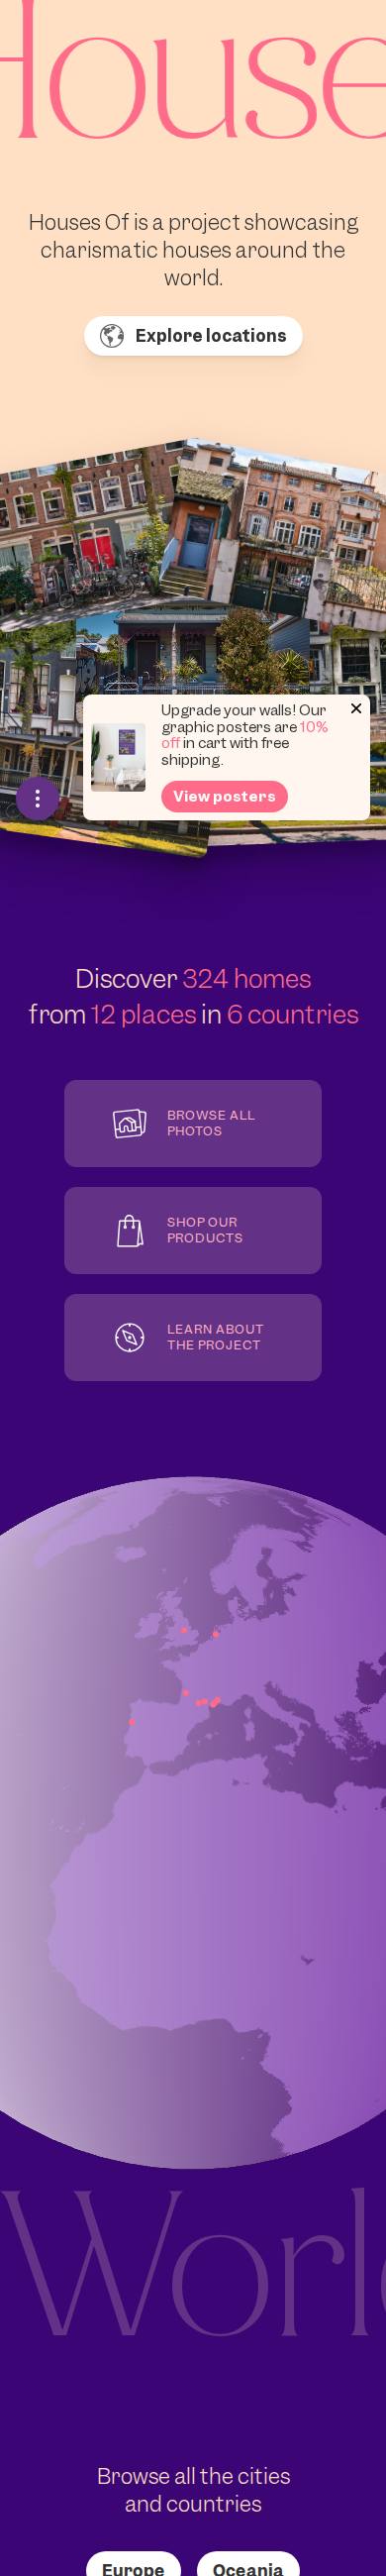 House
Houses Of is a project showcasing
charismatic houses around the
world.
Explore locations
Upgrade your walls! Our
graphic posters are 10%
off in cart with free
shipping.
View posters
Discover 324 homes
from 12 places in 6 countries
BROWSE ALL
PHOTOS
SHOP OUR
PRODUCTS
LEARN ABOUT
THE PROJECT
World
Browse all the cities
and countries
Europe
Oceania